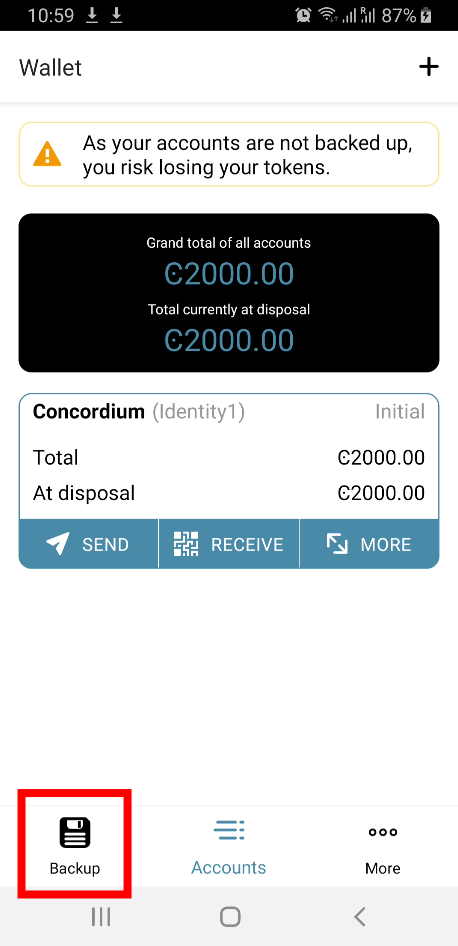 10:59 87%
Wallet +
As your accounts are not backed up,
you risk losing your tokens.
Grand total of all accounts
Ͼ2000.00
Total currently at disposal
Ͼ2000.00
Concordium (Identity1) Initial
Total Ͼ2000.00
At disposal Ͼ2000.00
SEND RECEIVE MORE
Backup Accounts More